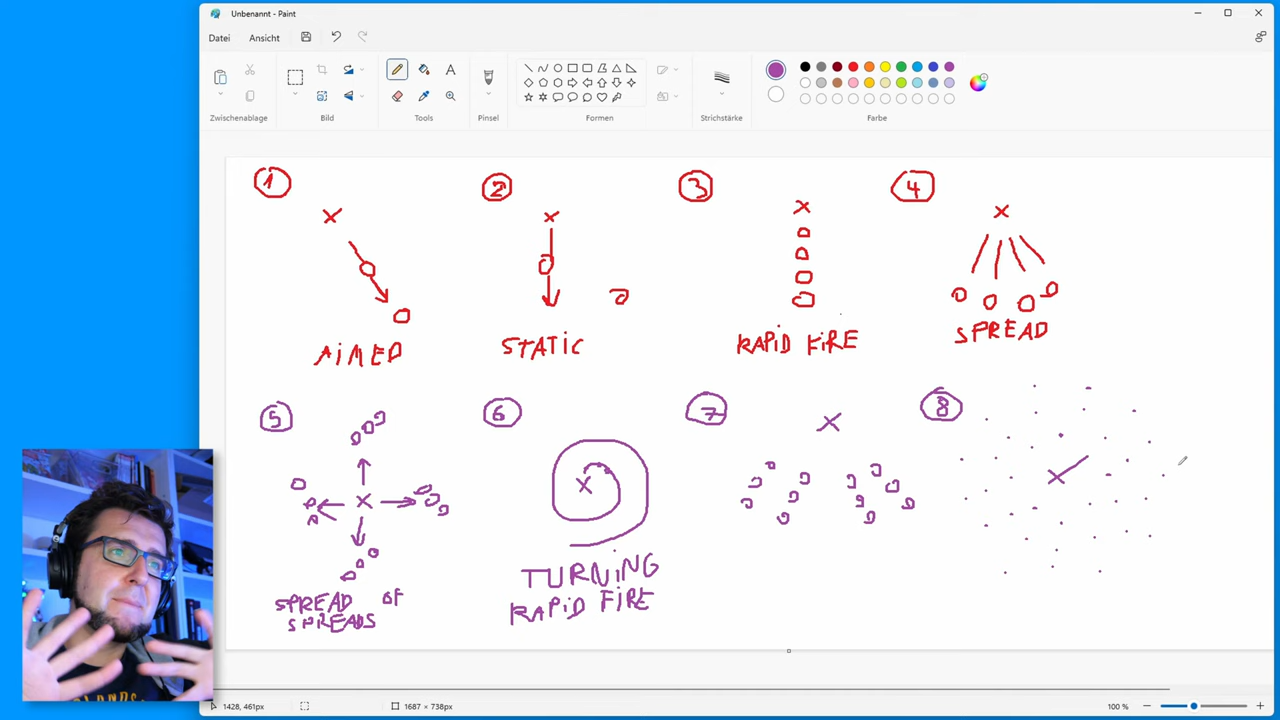 Unbenannt - Paint
Datei Ansicht
Zwischenablage Bild Tools Pinsel Formen Strichstärke Farbe
1 2 3 4
AiMED STATiC RAPiD FiRE SPREAD
5 6 7 8
SPREAD OF
SPREADS
TURNiNG
RAPiD FiRE
1428, 461px 1687 × 738px 100 %